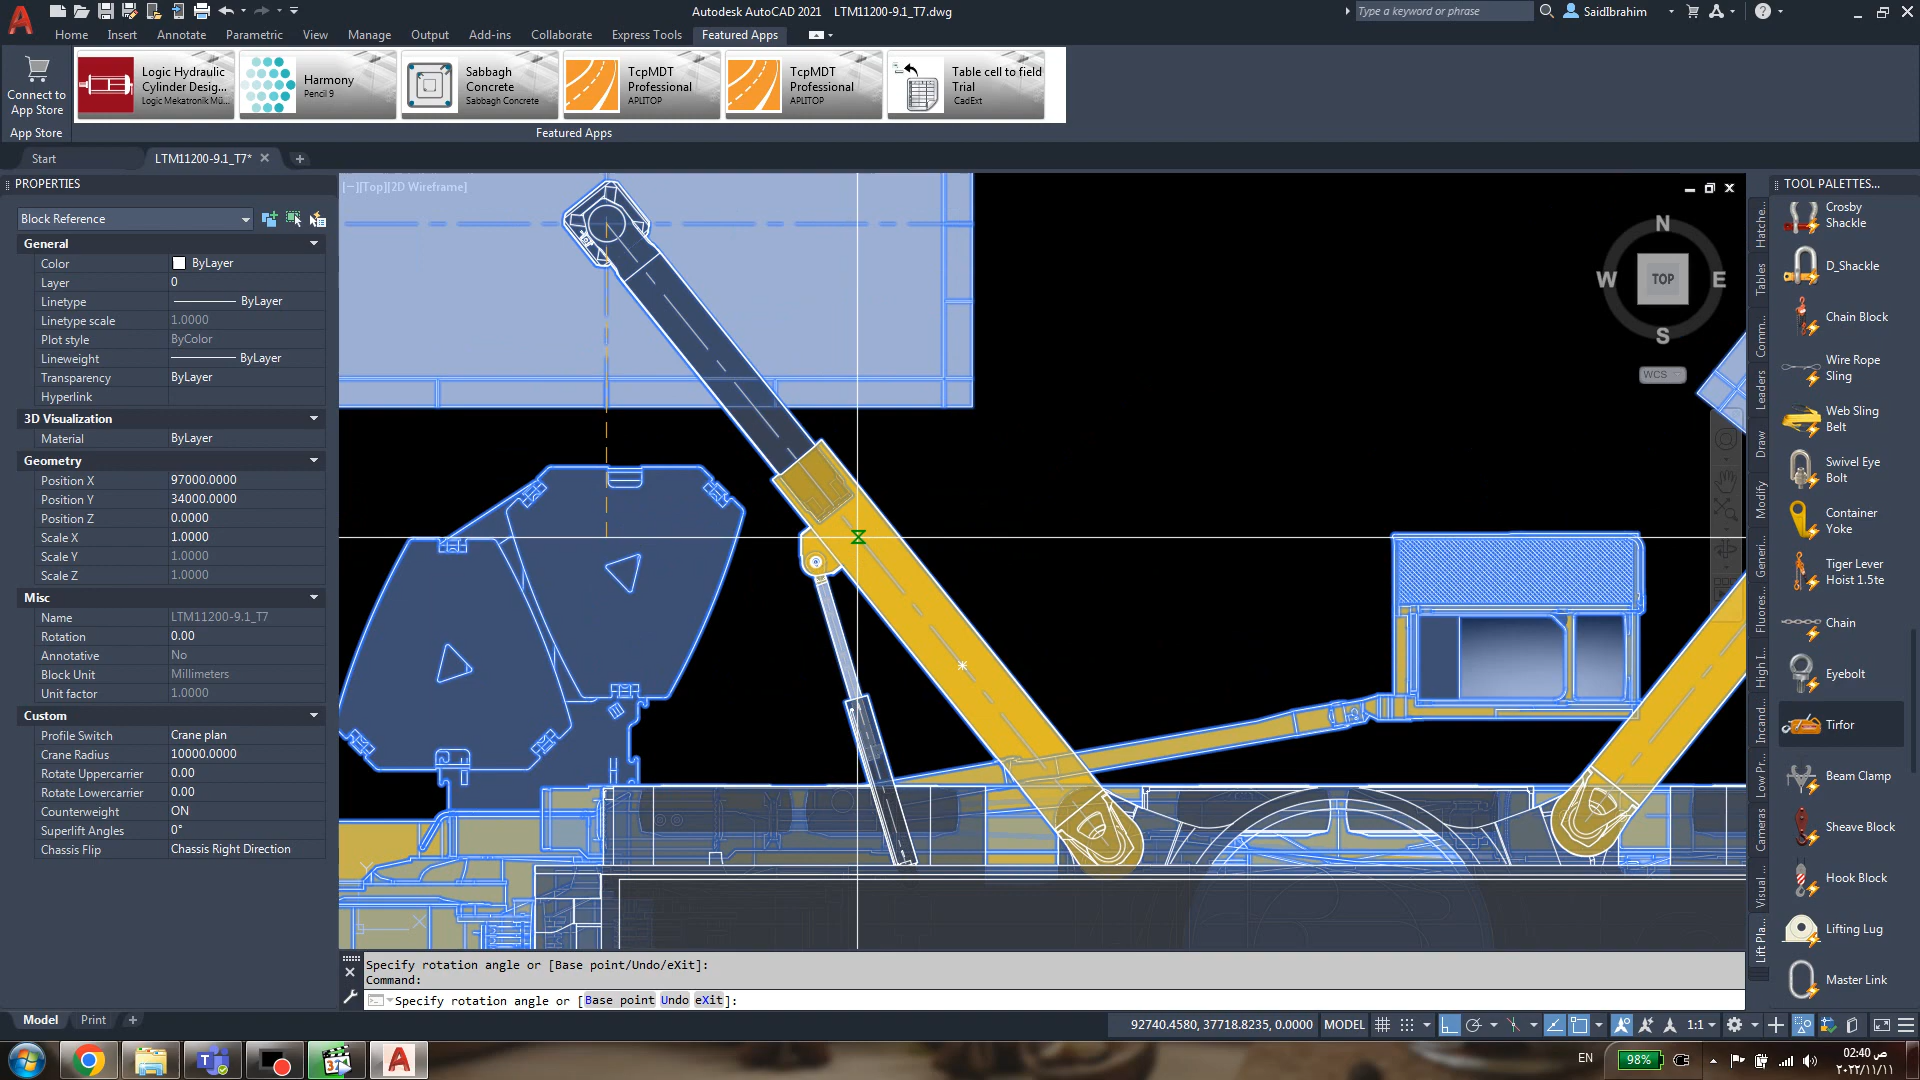 Autodesk AutoCAD 2021 LTM11200-9.1_T7.dwg
Type a keyword or phrase
SaidIbrahim
Home Insert Annotate Parametric View Manage Output Add-ins Collaborate Express Tools Featured Apps
Connect to
App Store
Logic Hydraulic
Cylinder Desig...
Logic Mekatronik Mü...
Harmony
Pencil 9
Sabbagh
Concrete
Sabbagh Concrete
TcpMDT
Professional
APLITOP
TcpMDT
Professional
APLITOP
Table cell to field
Trial
CadExt
App Store
Featured Apps
Start
LTM11200-9.1_T7*
PROPERTIES
Block Reference
General
Color ByLayer
Layer 0
Linetype ByLayer
Linetype scale 1.0000
Plot style ByColor
Lineweight ByLayer
Transparency ByLayer
Hyperlink
3D Visualization
Material ByLayer
Geometry
Position X 97000.0000
Position Y 34000.0000
Position Z 0.0000
Scale X 1.0000
Scale Y 1.0000
Scale Z 1.0000
Misc
Name LTM11200-9.1_T7
Rotation 0.00
Annotative No
Block Unit Millimeters
Unit factor 1.0000
Custom
Profile Switch Crane plan
Crane Radius 10000.0000
Rotate Uppercarrier 0.00
Rotate Lowercarrier 0.00
Counterweight ON
Superlift Angles 0°
Chassis Flip Chassis Right Direction
[−][Top][2D Wireframe]
N
W TOP E
S
WCS
TOOL PALETTES...
Hatche...
Tables
Comm...
Leaders
Draw
Modify
Generi...
Fluores...
High I...
Incand...
Low Pr...
Cameras
Visual ...
Lift Pla...
Crosby
Shackle
D_Shackle
Chain Block
Wire Rope
Sling
Web Sling
Belt
Swivel Eye
Bolt
Container
Yoke
Tiger Lever
Hoist 1.5te
Chain
Eyebolt
Tirfor
Beam Clamp
Sheave Block
Hook Block
Lifting Lug
Master Link
Specify rotation angle or [Base point/Undo/eXit]:
Command:
Specify rotation angle or [Base point Undo eXit]:
Model Print
92740.4580, 37718.8235, 0.0000 MODEL 1:1
EN 98% 02:40 ص
٢٠٢٢/١١/١١